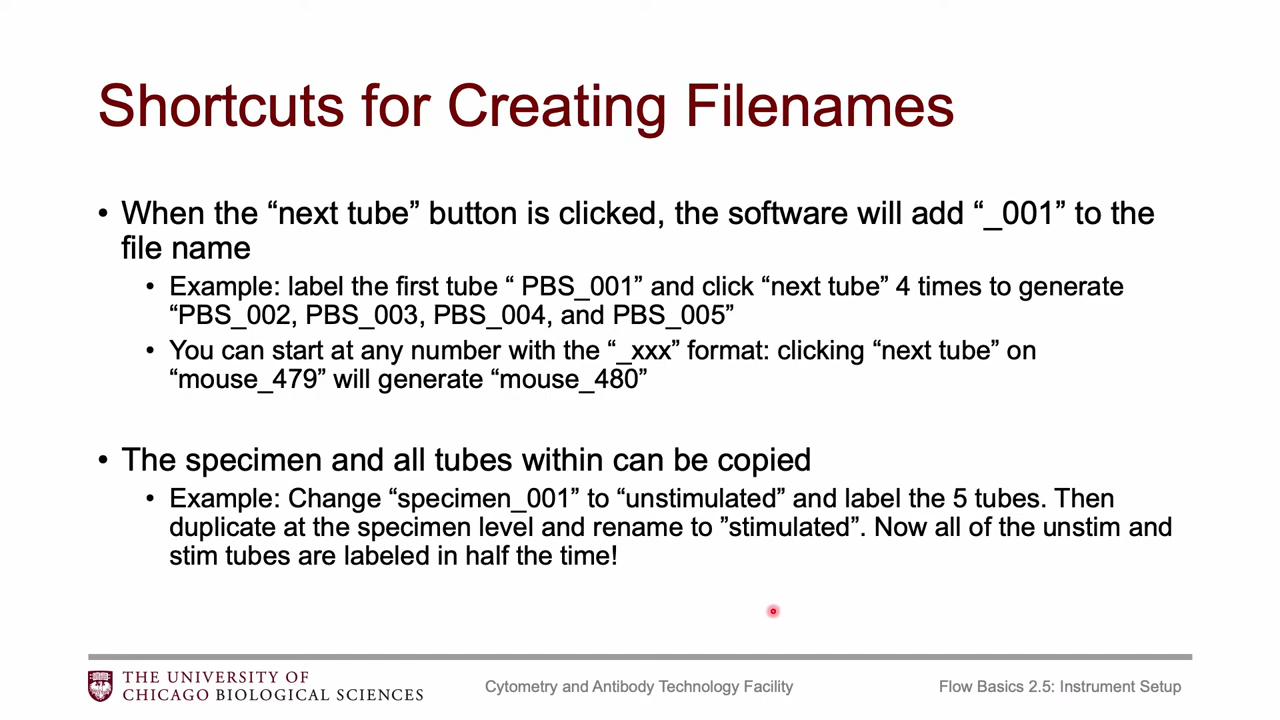 Shortcuts for Creating Filenames
• When the “next tube” button is clicked, the software will add “_001” to the
file name
• Example: label the first tube “ PBS_001” and click “next tube” 4 times to generate
“PBS_002, PBS_003, PBS_004, and PBS_005”
• You can start at any number with the “_xxx” format: clicking “next tube” on
“mouse_479” will generate “mouse_480”
• The specimen and all tubes within can be copied
• Example: Change “specimen_001” to “unstimulated” and label the 5 tubes. Then
duplicate at the specimen level and rename to ”stimulated”. Now all of the unstim and
stim tubes are labeled in half the time!
THE UNIVERSITY OF
CHICAGO BIOLOGICAL SCIENCES
Cytometry and Antibody Technology Facility
Flow Basics 2.5: Instrument Setup